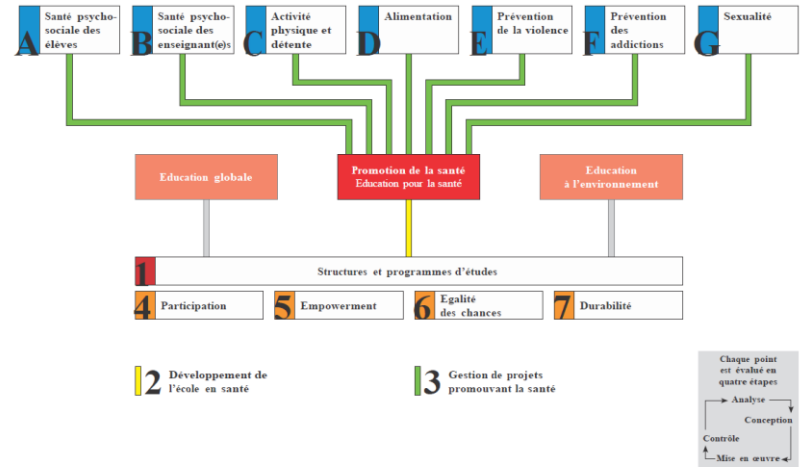 A
Santé psycho-
sociale des
élèves
B
Santé psycho-
sociale des
enseignant(e)s
C
Activité
physique et
détente
D
Alimentation
E
Prévention
de la violence
F
Prévention
des
addictions
G
Sexualité
Education globale
Promotion de la santé
Education pour la santé
Education
à l'environnement
1
Structures et programmes d'études
4
Participation
5
Empowerment
6
Egalité
des chances
7
Durabilité
2
Développement de
l'école en santé
3
Gestion de projets
promouvant la santé
Chaque point
est évalué en
quatre étapes
Analyse
Conception
Contrôle
Mise en œuvre